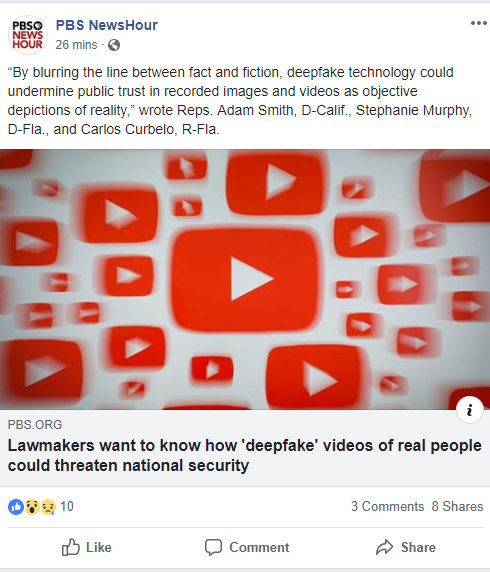 PBS
NEWS
HOUR
PBS NewsHour
26 mins ·
“By blurring the line between fact and fiction, deepfake technology could
undermine public trust in recorded images and videos as objective
depictions of reality,” wrote Reps. Adam Smith, D-Calif., Stephanie Murphy,
D-Fla., and Carlos Curbelo, R-Fla.
i
PBS.ORG
Lawmakers want to know how 'deepfake' videos of real people
could threaten national security
10 3 Comments 8 Shares
Like Comment Share